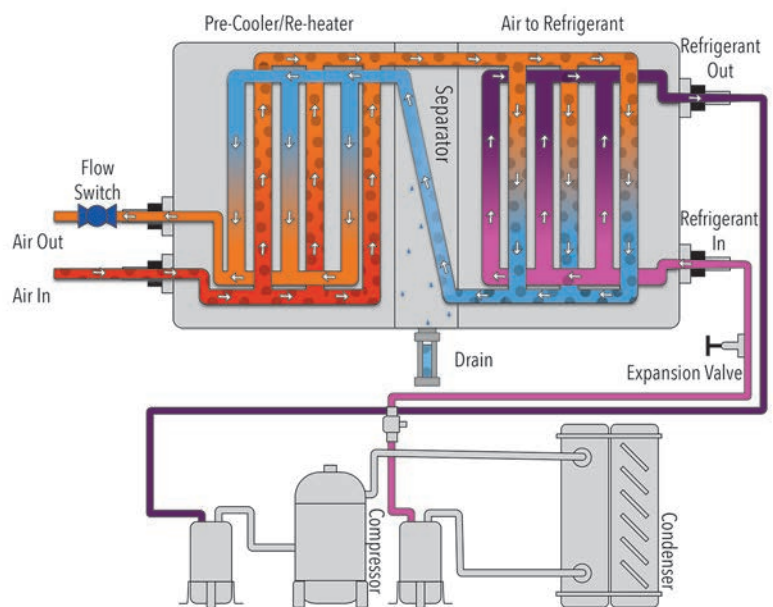 Pre-Cooler/Re-heater
Air to Refrigerant
Refrigerant
Out
Separator
Flow
Switch
Air Out
Air In
Refrigerant
In
Drain
Expansion Valve
Compressor
Condenser